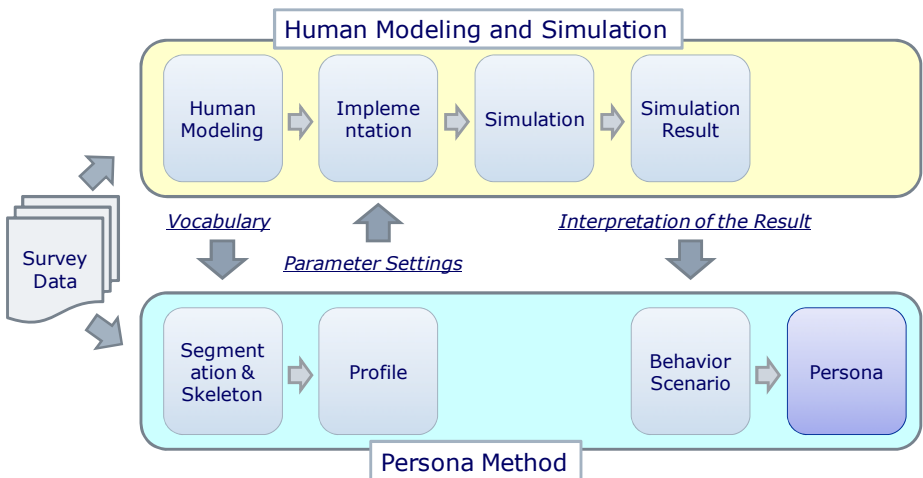 Human Modeling and Simulation
Human
Modeling
Impleme
ntation
Simulation
Simulation
Result
Survey
Data
Vocabulary
Parameter Settings
Interpretation of the Result
Segment
ation &
Skeleton
Profile
Behavior
Scenario
Persona
Persona Method